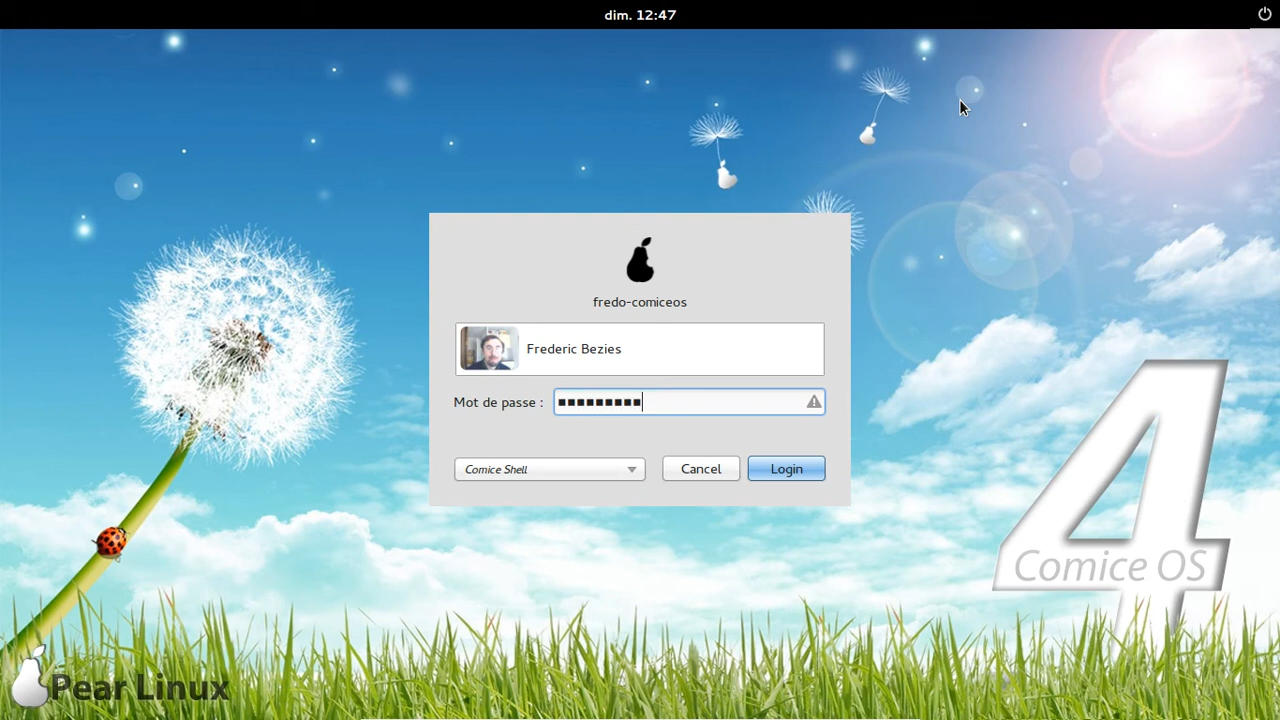 dim. 12:47
fredo-comiceos
Frederic Bezies
Mot de passe :
Comice Shell
Cancel
Login
4
Comice OS
Pear Linux